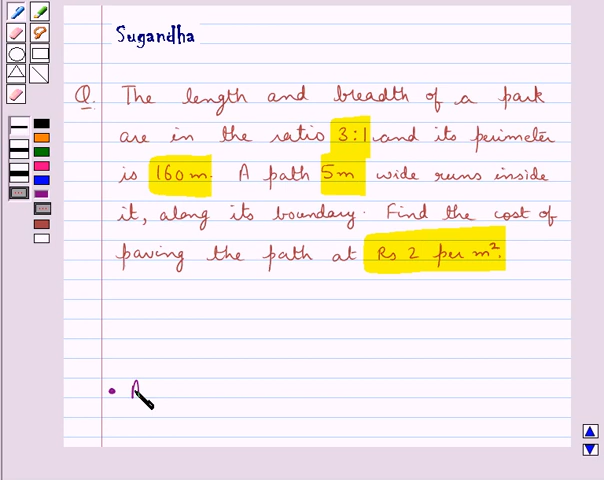 Sugandha
Q. The length and breadth of a park
are in the ratio 3:1 and its perimeter
is 160 m. A path 5m wide runs inside
it, along its boundary. Find the cost of
paving the path at Rs 2 per m².
• A